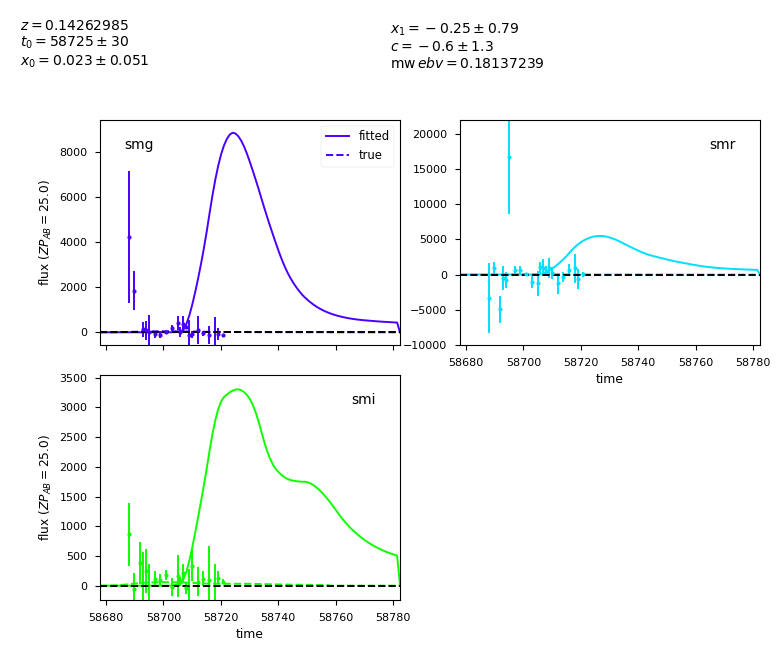 z = 0.14262985
t₀ = 58725 ± 30
x₀ = 0.023 ± 0.051
x₁ = −0.25 ± 0.79
c = −0.6 ± 1.3
mw ebv = 0.18137239
smg
fitted
true
8000
6000
4000
2000
0
flux (ZP_AB = 25.0)
smr
20000
15000
10000
5000
0
−5000
−10000
58680 58700 58720 58740 58760 58780
time
smi
3500
3000
2500
2000
1500
1000
500
0
flux (ZP_AB = 25.0)
58680 58700 58720 58740 58760 58780
time